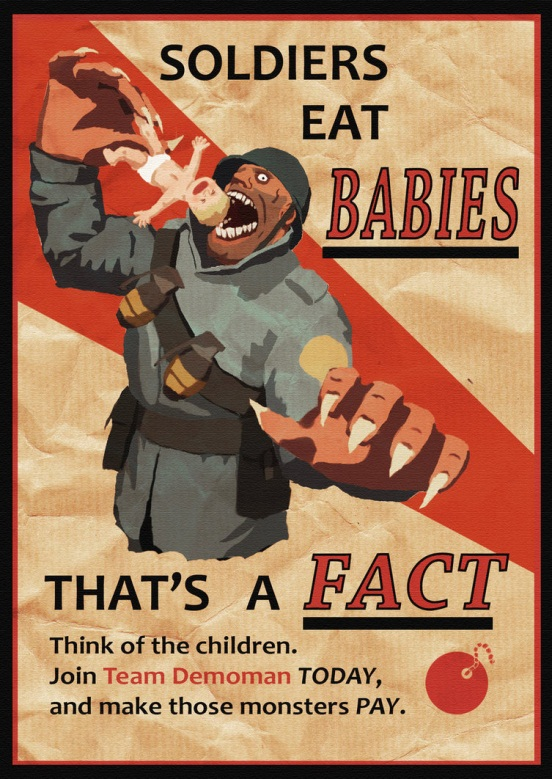 SOLDIERS
EAT
BABIES
THAT'S A FACT
Think of the children.
Join Team Demoman TODAY,
and make those monsters PAY.